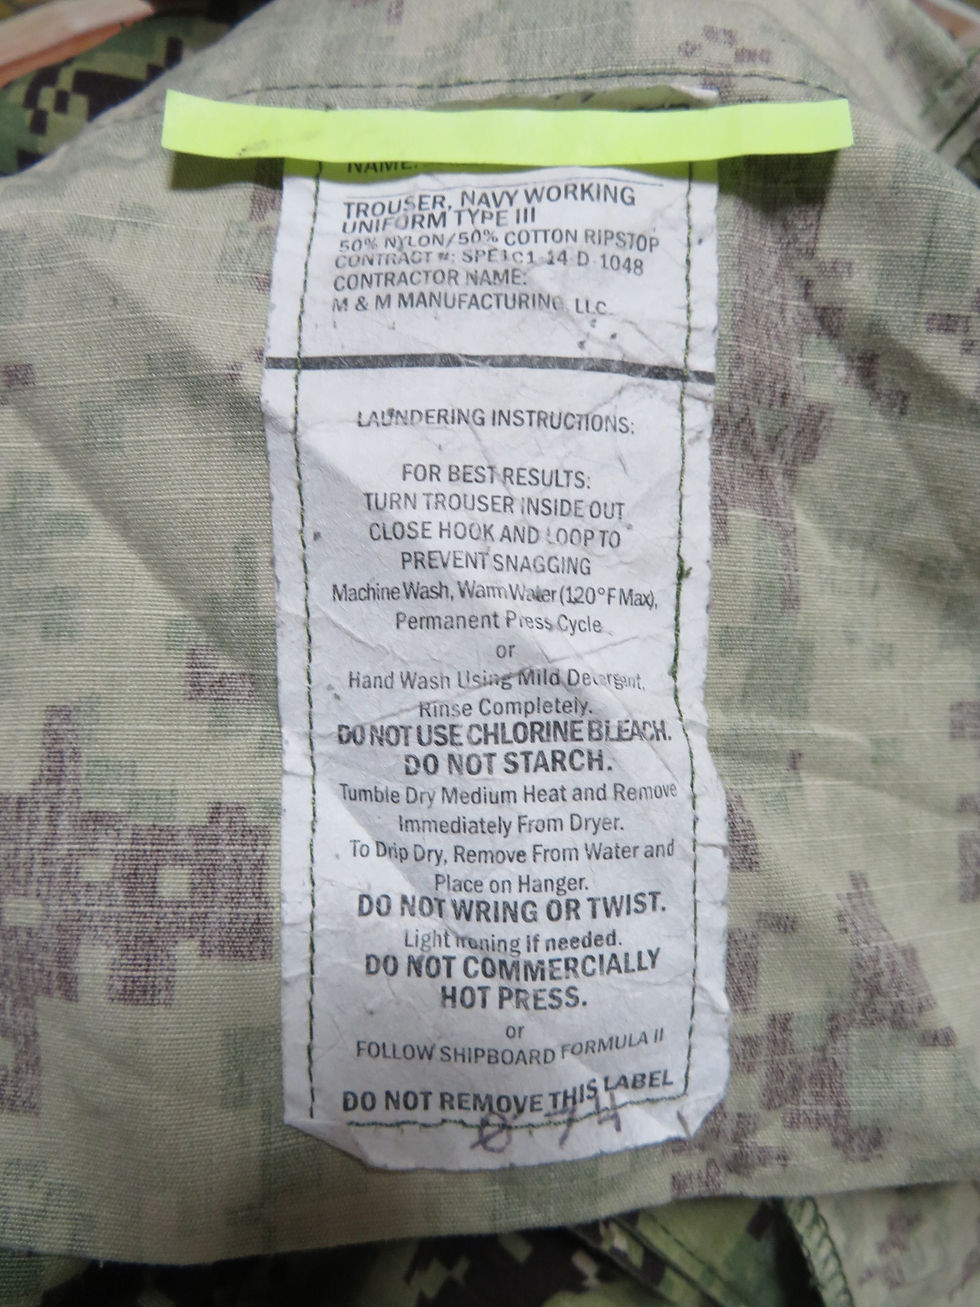 NAME:
TROUSER, NAVY WORKING
UNIFORM TYPE III
50% NYLON/50% COTTON RIPSTOP
CONTRACT #: SPE1C1-14-D-1048
CONTRACTOR NAME:
M & M MANUFACTURING, LLC
LAUNDERING INSTRUCTIONS:
FOR BEST RESULTS:
TURN TROUSER INSIDE OUT
CLOSE HOOK AND LOOP TO
PREVENT SNAGGING
Machine Wash, Warm Water (120°F Max),
Permanent Press Cycle
or
Hand Wash Using Mild Detergent,
Rinse Completely.
DO NOT USE CHLORINE BLEACH.
DO NOT STARCH.
Tumble Dry Medium Heat and Remove
Immediately From Dryer.
To Drip Dry, Remove From Water and
Place on Hanger.
DO NOT WRING OR TWIST.
Light Ironing if needed.
DO NOT COMMERCIALLY
HOT PRESS.
or
FOLLOW SHIPBOARD FORMULA II
DO NOT REMOVE THIS LABEL